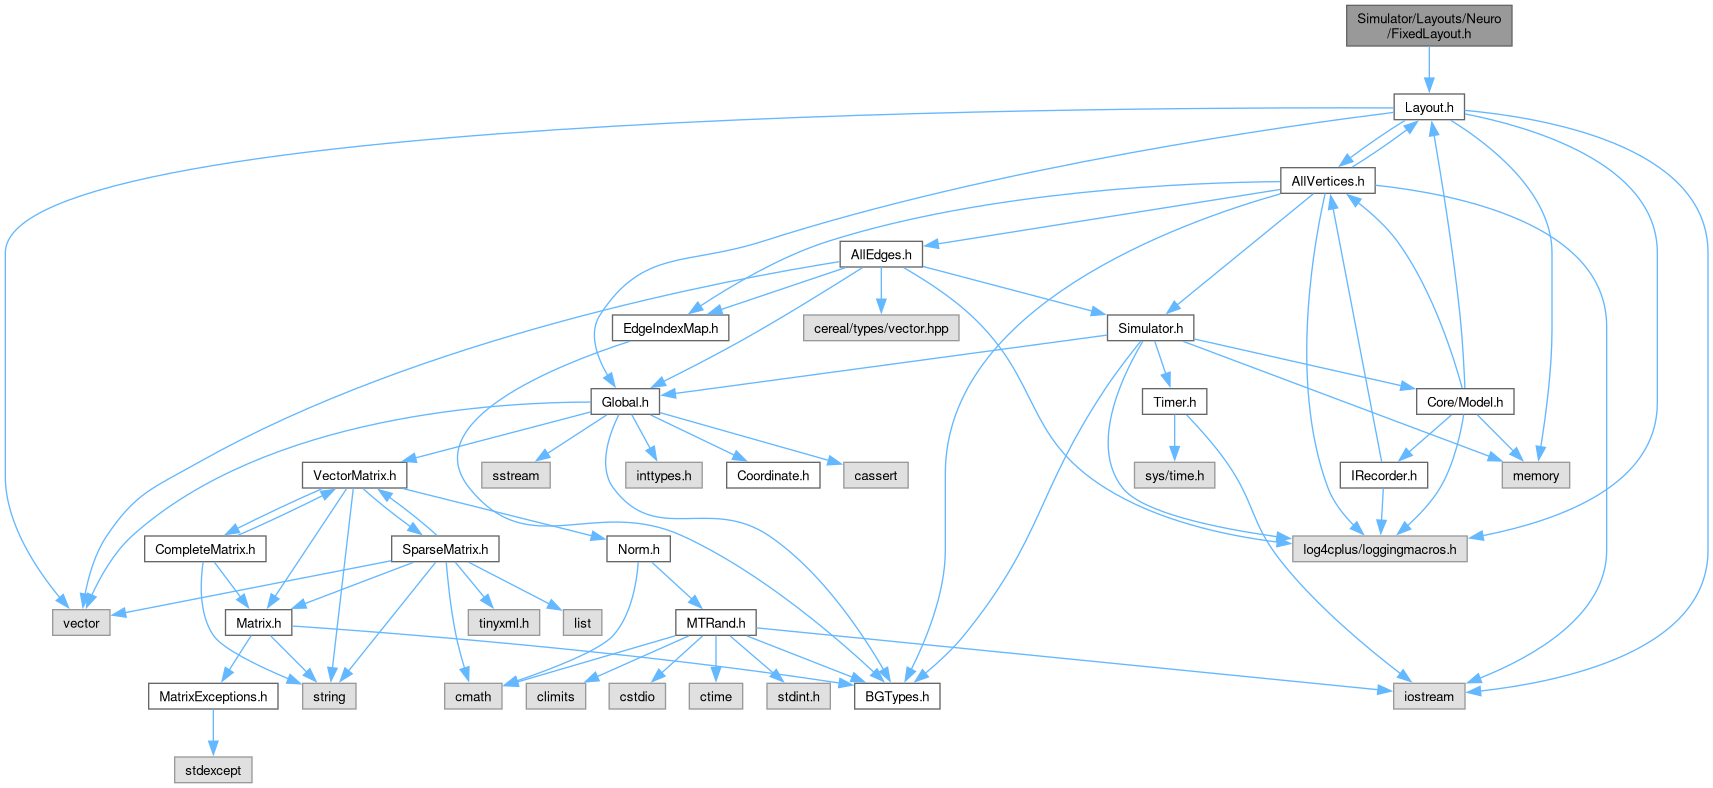 Simulator/Layouts/Neuro
/FixedLayout.h
Layout.h
AllVertices.h
AllEdges.h
EdgeIndexMap.h
cereal/types/vector.hpp
Simulator.h
Global.h
Timer.h
Core/Model.h
VectorMatrix.h
sstream
inttypes.h
Coordinate.h
cassert
sys/time.h
IRecorder.h
memory
CompleteMatrix.h
SparseMatrix.h
Norm.h
log4cplus/loggingmacros.h
vector
Matrix.h
tinyxml.h
list
MTRand.h
MatrixExceptions.h
string
cmath
climits
cstdio
ctime
stdint.h
BGTypes.h
iostream
stdexcept